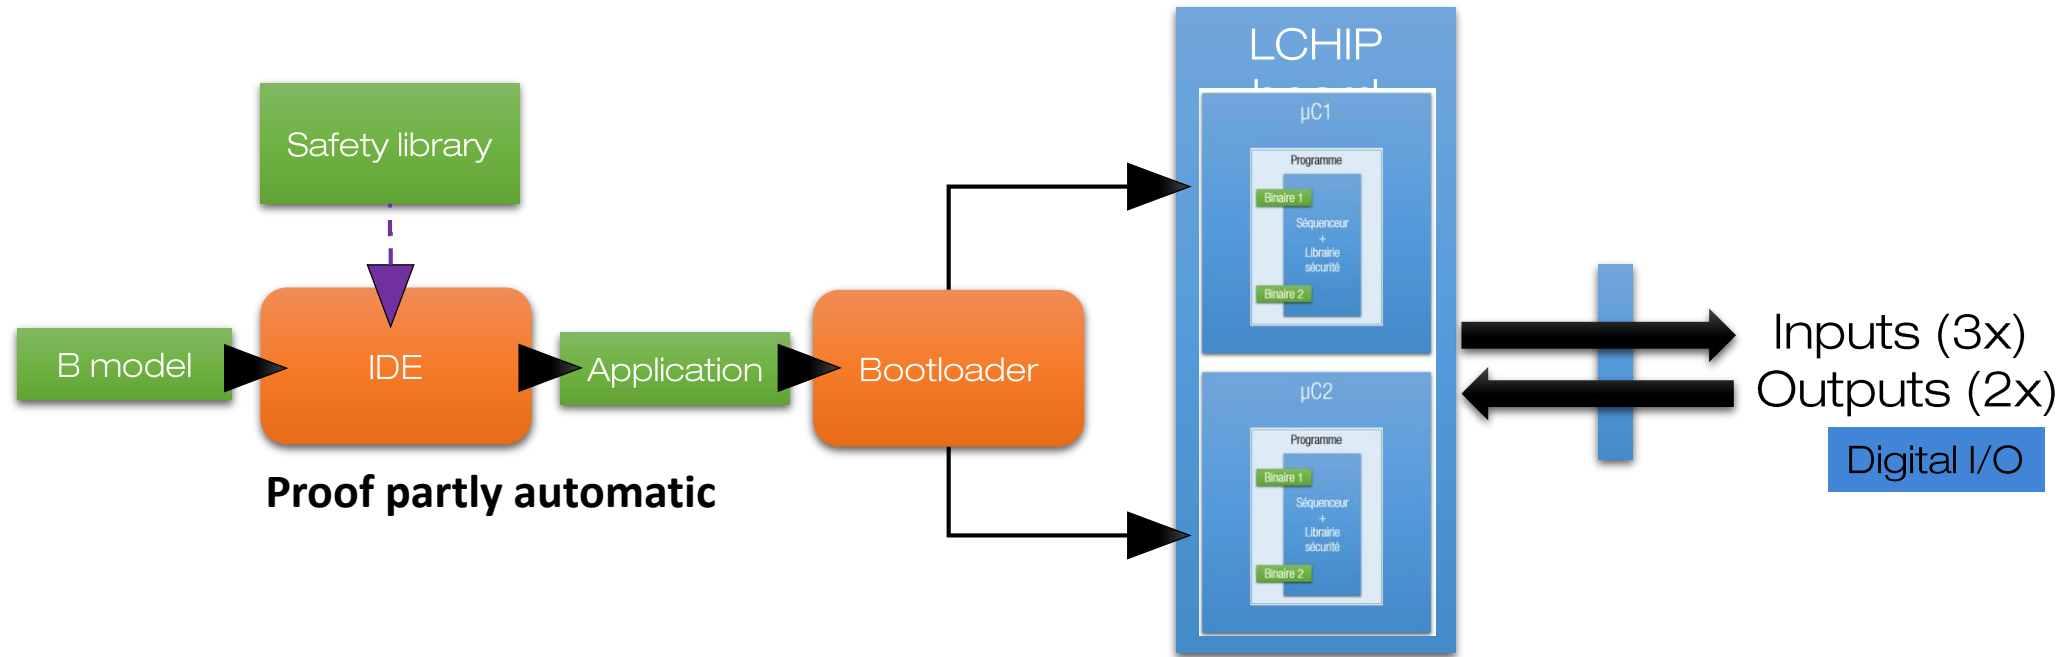 LCHIP
board
µC1
Programme
Binaire 1
Séquenceur
+
Librairie
sécurité
Binaire 2
Safety library
B model
IDE
Application
Bootloader
Proof partly automatic
µC2
Programme
Binaire 1
Séquenceur
+
Librairie
sécurité
Binaire 2
Inputs (3x)
Outputs (2x)
Digital I/O